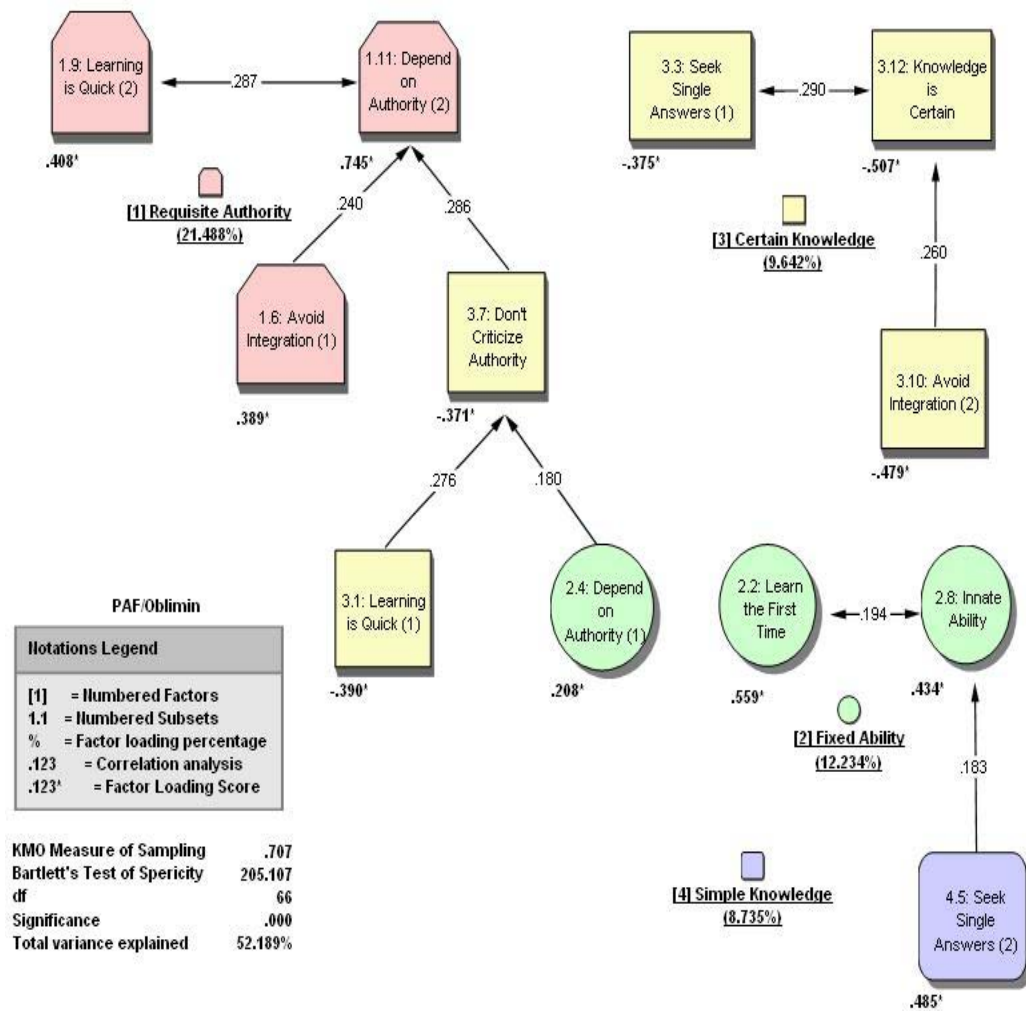 1.9: Learning
is Quick (2)
.287
1.11: Depend
on
Authority (2)
3.3: Seek
Single
Answers (1)
.290
3.12: Knowledge
is
Certain
.408*
.745*
-.375*
-.507*
[1] Requisite Authority
(21.488%)
.240
.286
[3] Certain Knowledge
(9.642%)
.260
1.6: Avoid
Integration (1)
3.7: Don't
Criticize
Authority
3.10: Avoid
Integration (2)
.389*
-.371*
-.479*
.276
.180
3.1: Learning
is Quick (1)
2.4: Depend
on
Authority (1)
2.2: Learn
the First
Time
.194
2.8: Innate
Ability
-.390*
.208*
.559*
.434*
[2] Fixed Ability
(12.234%)
.183
PAF/Oblimin
Notations Legend
[1] = Numbered Factors
1.1 = Numbered Subsets
% = Factor loading percentage
.123 = Correlation analysis
.123* = Factor Loading Score
KMO Measure of Sampling .707
Bartlett's Test of Spericity 205.107
df 66
Significance .000
Total variance explained 52.189%
[4] Simple Knowledge
(8.735%)
4.5: Seek
Single
Answers (2)
.485*